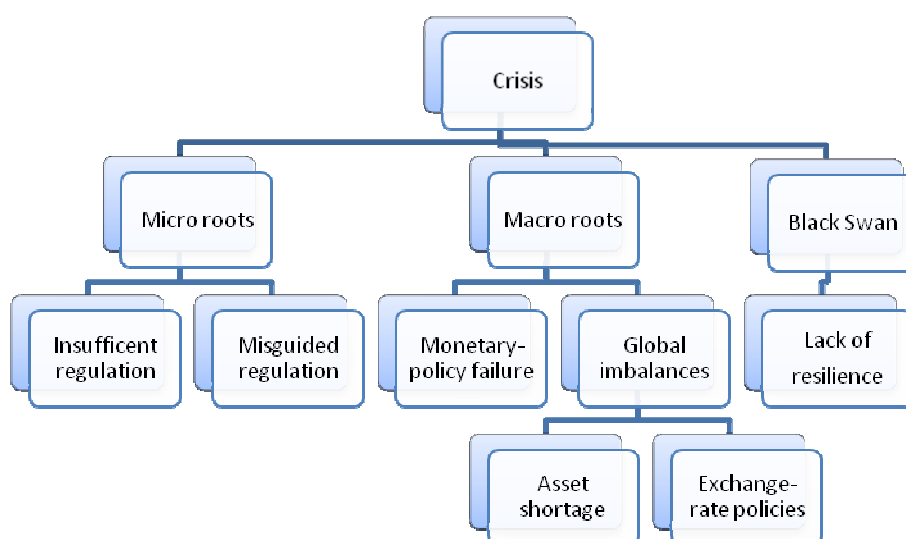 Crisis
Micro roots
Macro roots
Black Swan
Insufficent
regulation
Misguided
regulation
Monetary-
policy failure
Global
imbalances
Lack of
resilience
Asset
shortage
Exchange-
rate policies